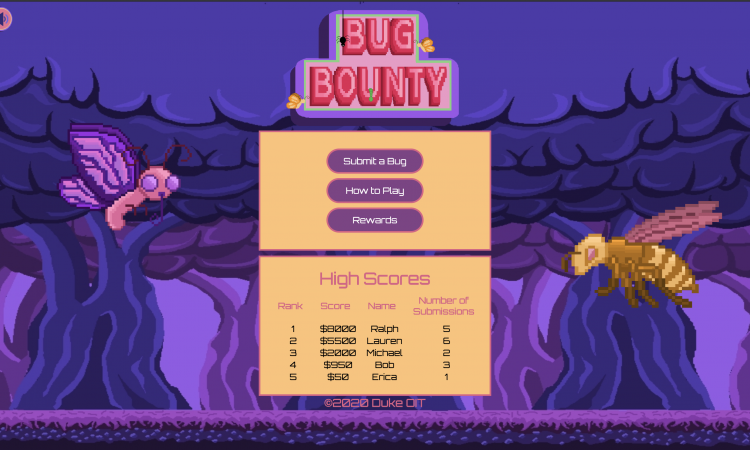 BUG
BOUNTY
Submit a Bug
How to Play
Rewards
High Scores
Rank Score Name Number of Submissions
1 $8000 Ralph 5
2 $5500 Lauren 6
3 $2000 Michael 2
4 $950 Bob 3
5 $50 Erica 1
©2020 Duke OIT